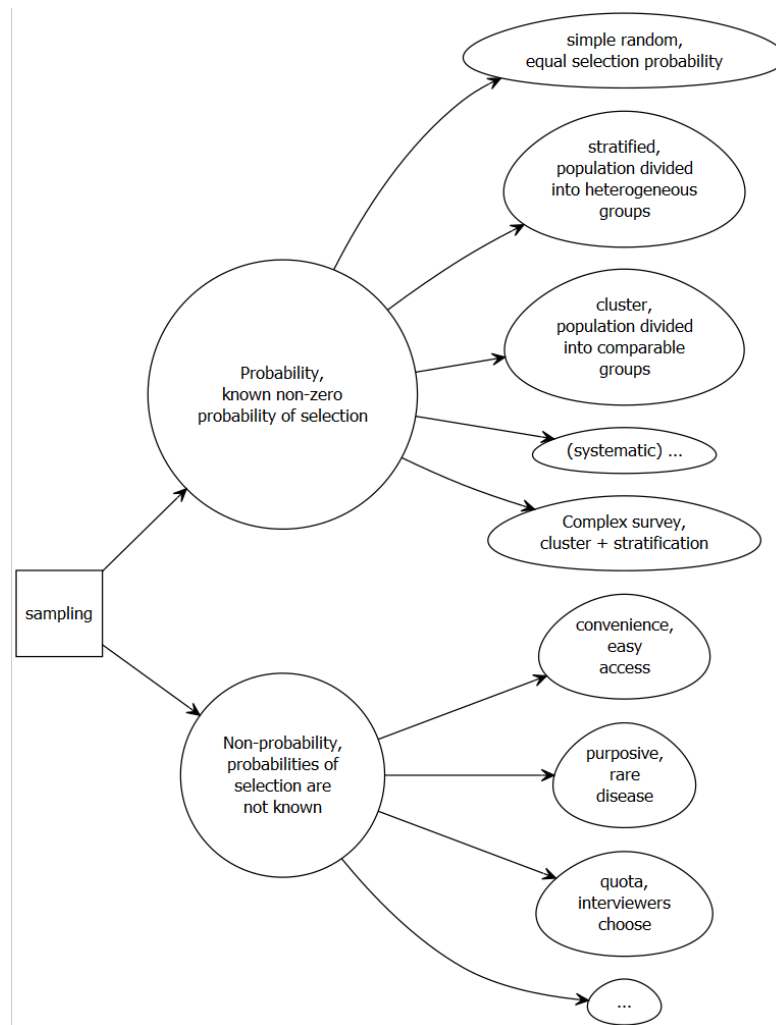 simple random,
equal selection probability
stratified,
population divided
into heterogeneous
groups
cluster,
population divided
into comparable
groups
Probability,
known non-zero
probability of selection
(systematic) ...
Complex survey,
cluster + stratification
sampling
convenience,
easy
access
Non-probability,
probabilities of
selection are
not known
purposive,
rare
disease
quota,
interviewers
choose
...